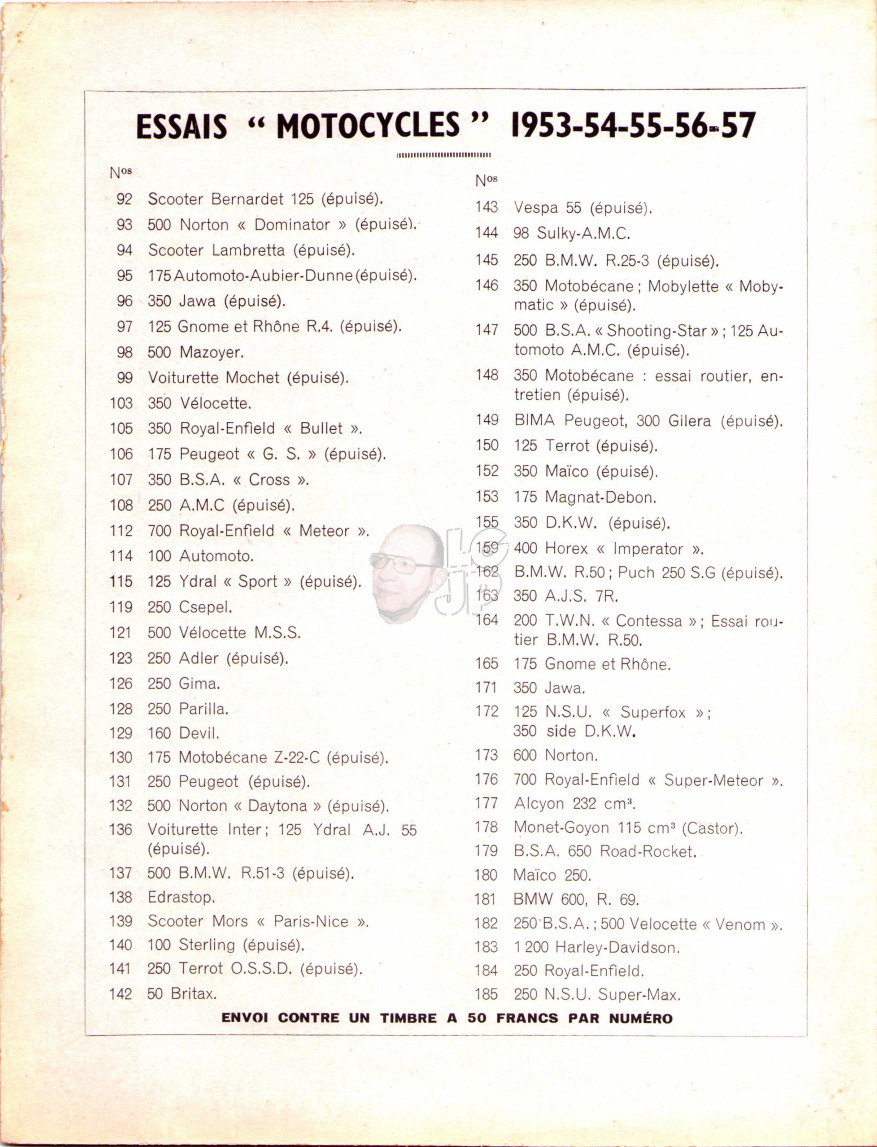 ESSAIS “ MOTOCYCLES ” 1953-54-55-56-57
Nos
92 Scooter Bernardet 125 (épuisé).
93 500 Norton « Dominator » (épuisé).
94 Scooter Lambretta (épuisé).
95 175 Automoto-Aubier-Dunne (épuisé).
96 350 Jawa (épuisé).
97 125 Gnome et Rhône R.4. (épuisé).
98 500 Mazoyer.
99 Voiturette Mochet (épuisé).
103 350 Vélocette.
105 350 Royal-Enfield « Bullet ».
106 175 Peugeot « G. S. » (épuisé).
107 350 B.S.A. « Cross ».
108 250 A.M.C (épuisé).
112 700 Royal-Enfield « Meteor ».
114 100 Automoto.
115 125 Ydral « Sport » (épuisé).
119 250 Csepel.
121 500 Vélocette M.S.S.
123 250 Adler (épuisé).
126 250 Gima.
128 250 Parilla.
129 160 Devil.
130 175 Motobécane Z-22-C (épuisé).
131 250 Peugeot (épuisé).
132 500 Norton « Daytona » (épuisé).
136 Voiturette Inter; 125 Ydral A.J. 55
(épuisé).
137 500 B.M.W. R.51-3 (épuisé).
138 Edrastop.
139 Scooter Mors « Paris-Nice ».
140 100 Sterling (épuisé).
141 250 Terrot O.S.S.D. (épuisé).
142 50 Britax.
Nos
143 Vespa 55 (épuisé).
144 98 Sulky-A.M.C.
145 250 B.M.W. R.25-3 (épuisé).
146 350 Motobécane; Mobylette « Moby-
matic » (épuisé).
147 500 B.S.A. « Shooting-Star » ; 125 Au-
tomoto A.M.C. (épuisé).
148 350 Motobécane : essai routier, en-
tretien (épuisé).
149 BIMA Peugeot, 300 Gilera (épuisé).
150 125 Terrot (épuisé).
152 350 Maïco (épuisé).
153 175 Magnat-Debon.
155 350 D.K.W. (épuisé).
159 400 Horex « Imperator ».
162 B.M.W. R.50 ; Puch 250 S.G (épuisé).
163 350 A.J.S. 7R.
164 200 T.W.N. « Contessa » ; Essai rou-
tier B.M.W. R.50.
165 175 Gnome et Rhône.
171 350 Jawa.
172 125 N.S.U. « Superfox » ;
350 side D.K.W.
173 600 Norton.
176 700 Royal-Enfield « Super-Meteor ».
177 Alcyon 232 cm³.
178 Monet-Goyon 115 cm³ (Castor).
179 B.S.A. 650 Road-Rocket.
180 Maïco 250.
181 BMW 600, R. 69.
182 250 B.S.A. ; 500 Velocette « Venom ».
183 1 200 Harley-Davidson.
184 250 Royal-Enfield.
185 250 N.S.U. Super-Max.
ENVOI CONTRE UN TIMBRE A 50 FRANCS PAR NUMÉRO